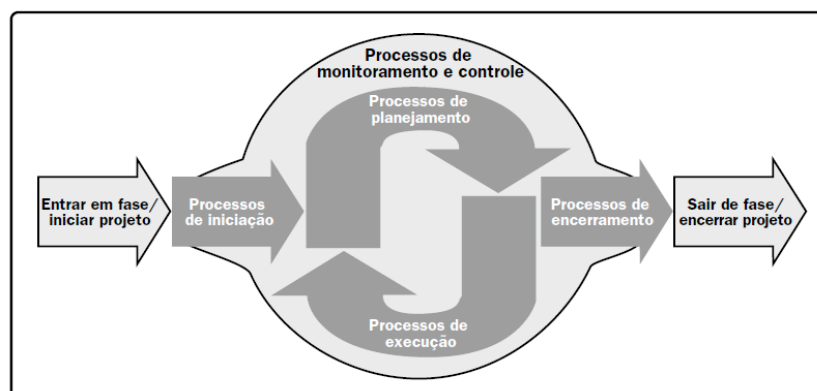 Processos de
monitoramento e controle
Processos de
planejamento
Entrar em fase/
iniciar projeto
Processos
de iniciação
Processos de
encerramento
Sair de fase/
encerrar projeto
Processos de
execução